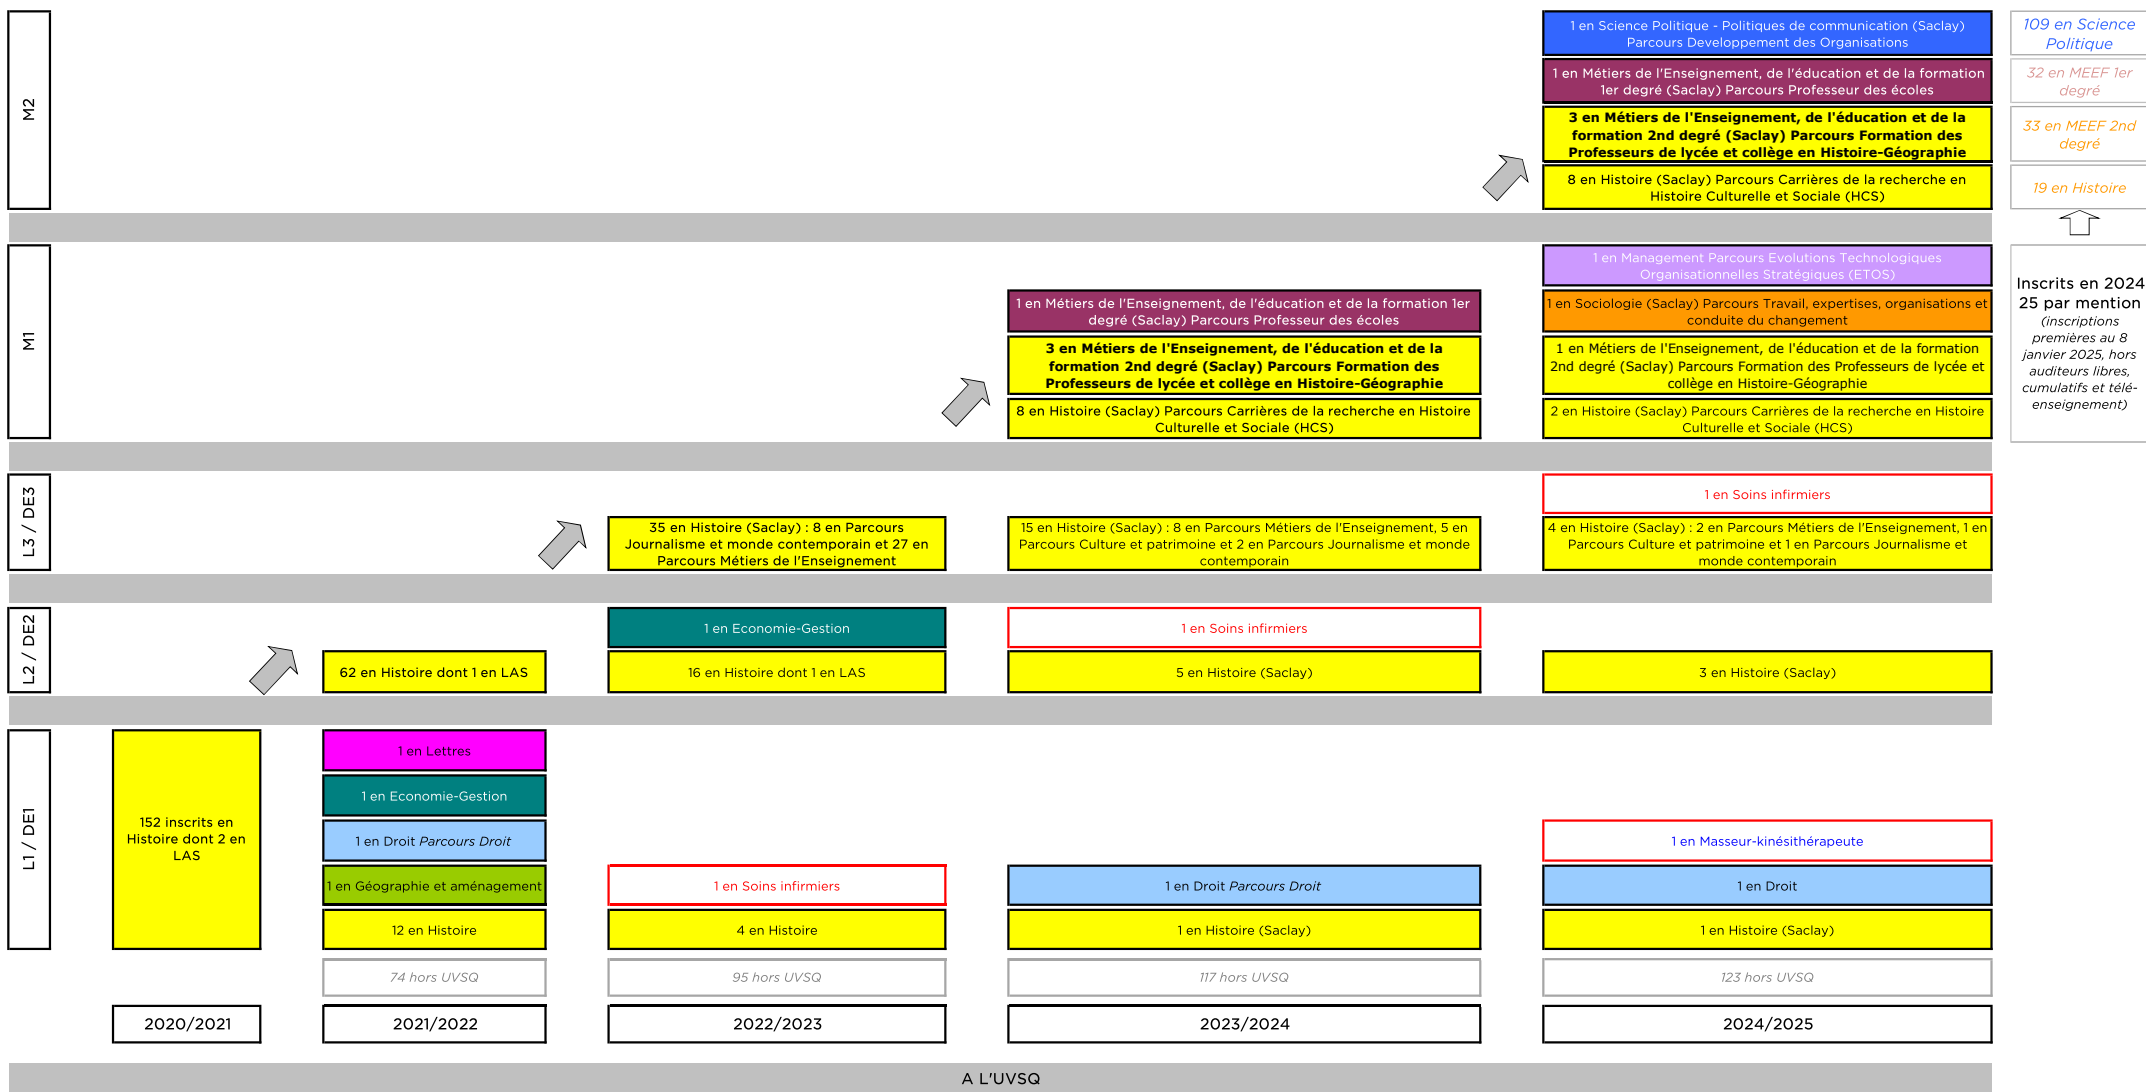 M2
1 en Science Politique - Politiques de communication (Saclay)
Parcours Developpement des Organisations
109 en Science
Politique
1 en Métiers de l'Enseignement, de l'éducation et de la formation
1er degré (Saclay) Parcours Professeur des écoles
32 en MEEF 1er
degré
3 en Métiers de l'Enseignement, de l'éducation et de la
formation 2nd degré (Saclay) Parcours Formation des
Professeurs de lycée et collège en Histoire-Géographie
33 en MEEF 2nd
degré
8 en Histoire (Saclay) Parcours Carrières de la recherche en
Histoire Culturelle et Sociale (HCS)
19 en Histoire
M1
1 en Métiers de l'Enseignement, de l'éducation et de la formation 1er
degré (Saclay) Parcours Professeur des écoles
3 en Métiers de l'Enseignement, de l'éducation et de la
formation 2nd degré (Saclay) Parcours Formation des
Professeurs de lycée et collège en Histoire-Géographie
8 en Histoire (Saclay) Parcours Carrières de la recherche en Histoire
Culturelle et Sociale (HCS)
1 en Management Parcours Evolutions Technologiques
Organisationnelles Stratégiques (ETOS)
1 en Sociologie (Saclay) Parcours Travail, expertises, organisations et
conduite du changement
1 en Métiers de l'Enseignement, de l'éducation et de la formation
2nd degré (Saclay) Parcours Formation des Professeurs de lycée et
collège en Histoire-Géographie
2 en Histoire (Saclay) Parcours Carrières de la recherche en Histoire
Culturelle et Sociale (HCS)
Inscrits en 2024
25 par mention
(inscriptions
premières au 8
janvier 2025, hors
auditeurs libres,
cumulatifs et télé-
enseignement)
L3 / DE3
35 en Histoire (Saclay) : 8 en Parcours
Journalisme et monde contemporain et 27 en
Parcours Métiers de l'Enseignement
15 en Histoire (Saclay) : 8 en Parcours Métiers de l'Enseignement, 5 en
Parcours Culture et patrimoine et 2 en Parcours Journalisme et monde
contemporain
1 en Soins infirmiers
4 en Histoire (Saclay) : 2 en Parcours Métiers de l'Enseignement, 1 en
Parcours Culture et patrimoine et 1 en Parcours Journalisme et
monde contemporain
L2 / DE2
62 en Histoire dont 1 en LAS
1 en Economie-Gestion
16 en Histoire dont 1 en LAS
1 en Soins infirmiers
5 en Histoire (Saclay)
3 en Histoire (Saclay)
L1 / DE1
152 inscrits en
Histoire dont 2 en
LAS
1 en Lettres
1 en Economie-Gestion
1 en Droit Parcours Droit
1 en Géographie et aménagement
12 en Histoire
1 en Soins infirmiers
4 en Histoire
1 en Droit Parcours Droit
1 en Histoire (Saclay)
1 en Masseur-kinésithérapeute
1 en Droit
1 en Histoire (Saclay)
74 hors UVSQ
95 hors UVSQ
117 hors UVSQ
123 hors UVSQ
2020/2021
2021/2022
2022/2023
2023/2024
2024/2025
A L'UVSQ